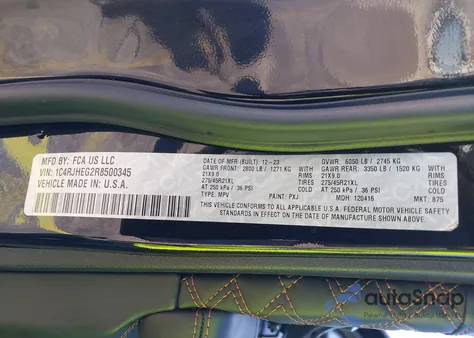 MFD BY: FCA US LLC
VIN: 1C4RJHEG2R8500345
VEHICLE MADE IN: U.S.A.
DATE OF MFR (BUILT): 12-23 GVWR 6050 LB / 2745 KG
GAWR FRONT: 2800 LB / 1271 KG WITH GAWR REAR: 3350 LB / 1520 KG WITH
21X9.0 RIMS 21X9.0 RIMS
275/45R21XL TIRES 275/45R21XL TIRES
AT 250 kPa / 36 PSI COLD AT 250 kPa / 36 PSI COLD
TYPE: MPV PAINT: PXJ MDH: 120416 MKT: 875
THIS VEHICLE CONFORMS TO ALL APPLICABLE U.S.A. FEDERAL MOTOR VEHICLE SAFETY
STANDARDS IN EFFECT ON THE DATE OF MANUFACTURE SHOWN ABOVE
autoSnap